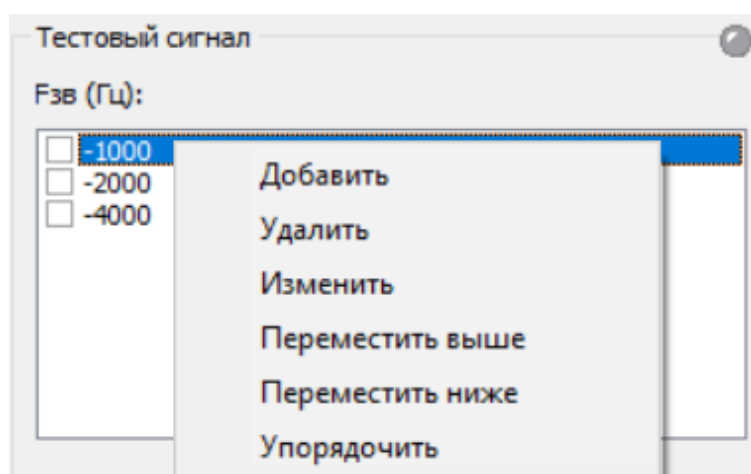 Тестовый сигнал
Fзв (Гц):
-1000
-2000
-4000
Добавить
Удалить
Изменить
Переместить выше
Переместить ниже
Упорядочить